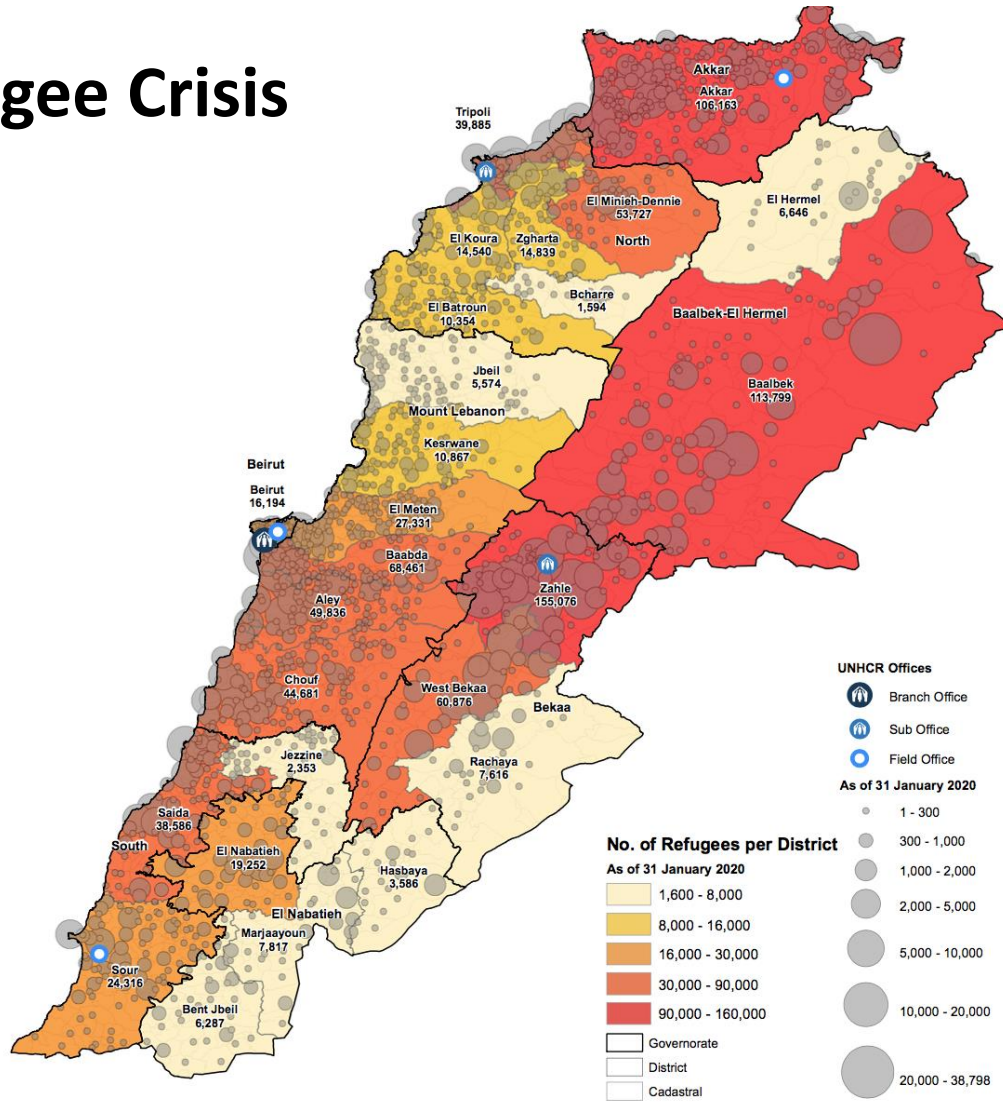 gee Crisis
Akkar
Akkar
106,163
Tripoli
39,885
El Minieh-Dennie
53,727
North
El Hermel
6,646
El Koura
14,540
Zgharta
14,839
Bcharre
1,594
El Batroun
10,354
Baalbek-El Hermel
Baalbek
113,799
Jbeil
5,574
Mount Lebanon
Kesrwane
10,867
Beirut
Beirut
16,194
El Meten
27,331
Baabda
68,461
Aley
49,836
Zahle
155,076
Chouf
44,681
West Bekaa
60,876
Bekaa
Rachaya
7,616
Jezzine
2,353
Saida
38,586
South
El Nabatieh
19,252
Hasbaya
3,586
El Nabatieh
Marjaayoun
7,817
Sour
24,316
Bent Jbeil
6,287
UNHCR Offices
Branch Office
Sub Office
Field Office
As of 31 January 2020
1 - 300
300 - 1,000
1,000 - 2,000
2,000 - 5,000
5,000 - 10,000
10,000 - 20,000
20,000 - 38,798
No. of Refugees per District
As of 31 January 2020
1,600 - 8,000
8,000 - 16,000
16,000 - 30,000
30,000 - 90,000
90,000 - 160,000
Governorate
District
Cadastral